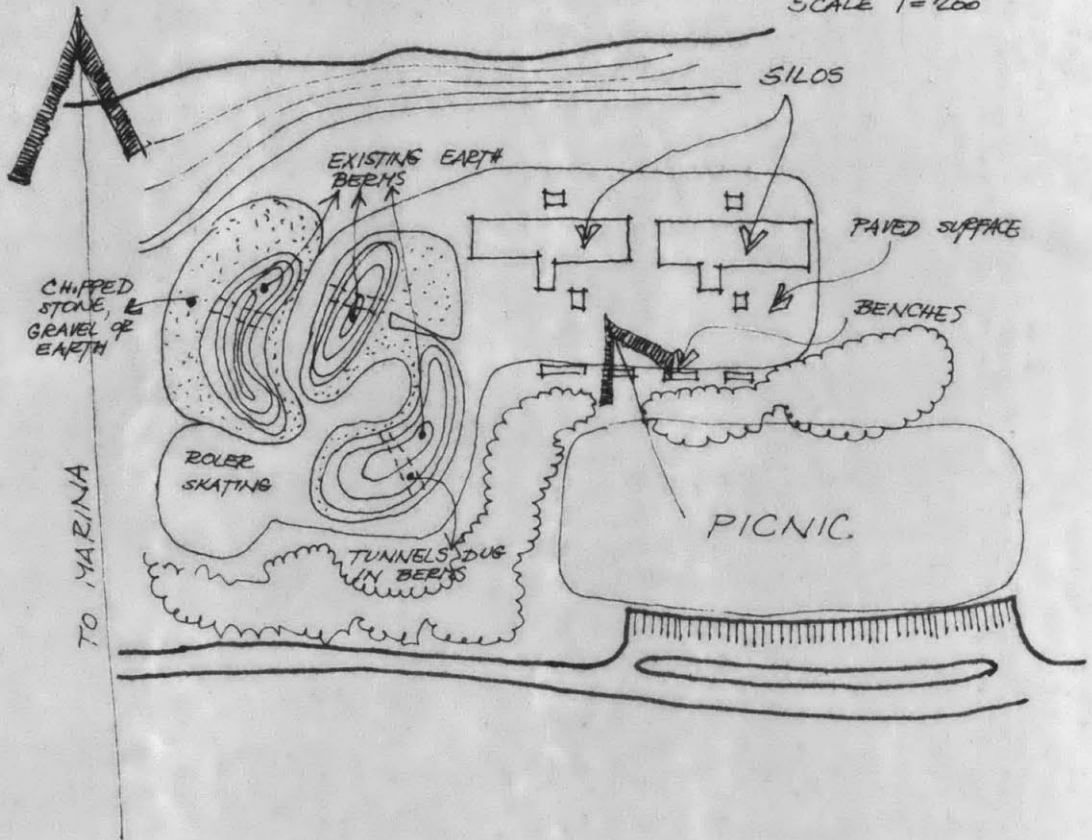 SCALE 1"=200'
SILOS
EXISTING EARTH
BERMS
PAVED SURFACE
CHIPPED
STONE,
GRAVEL OR
EARTH
BENCHES
ROLER
SKATING
PICNIC.
TUNNELS DUG
IN BERMS
TO MARINA